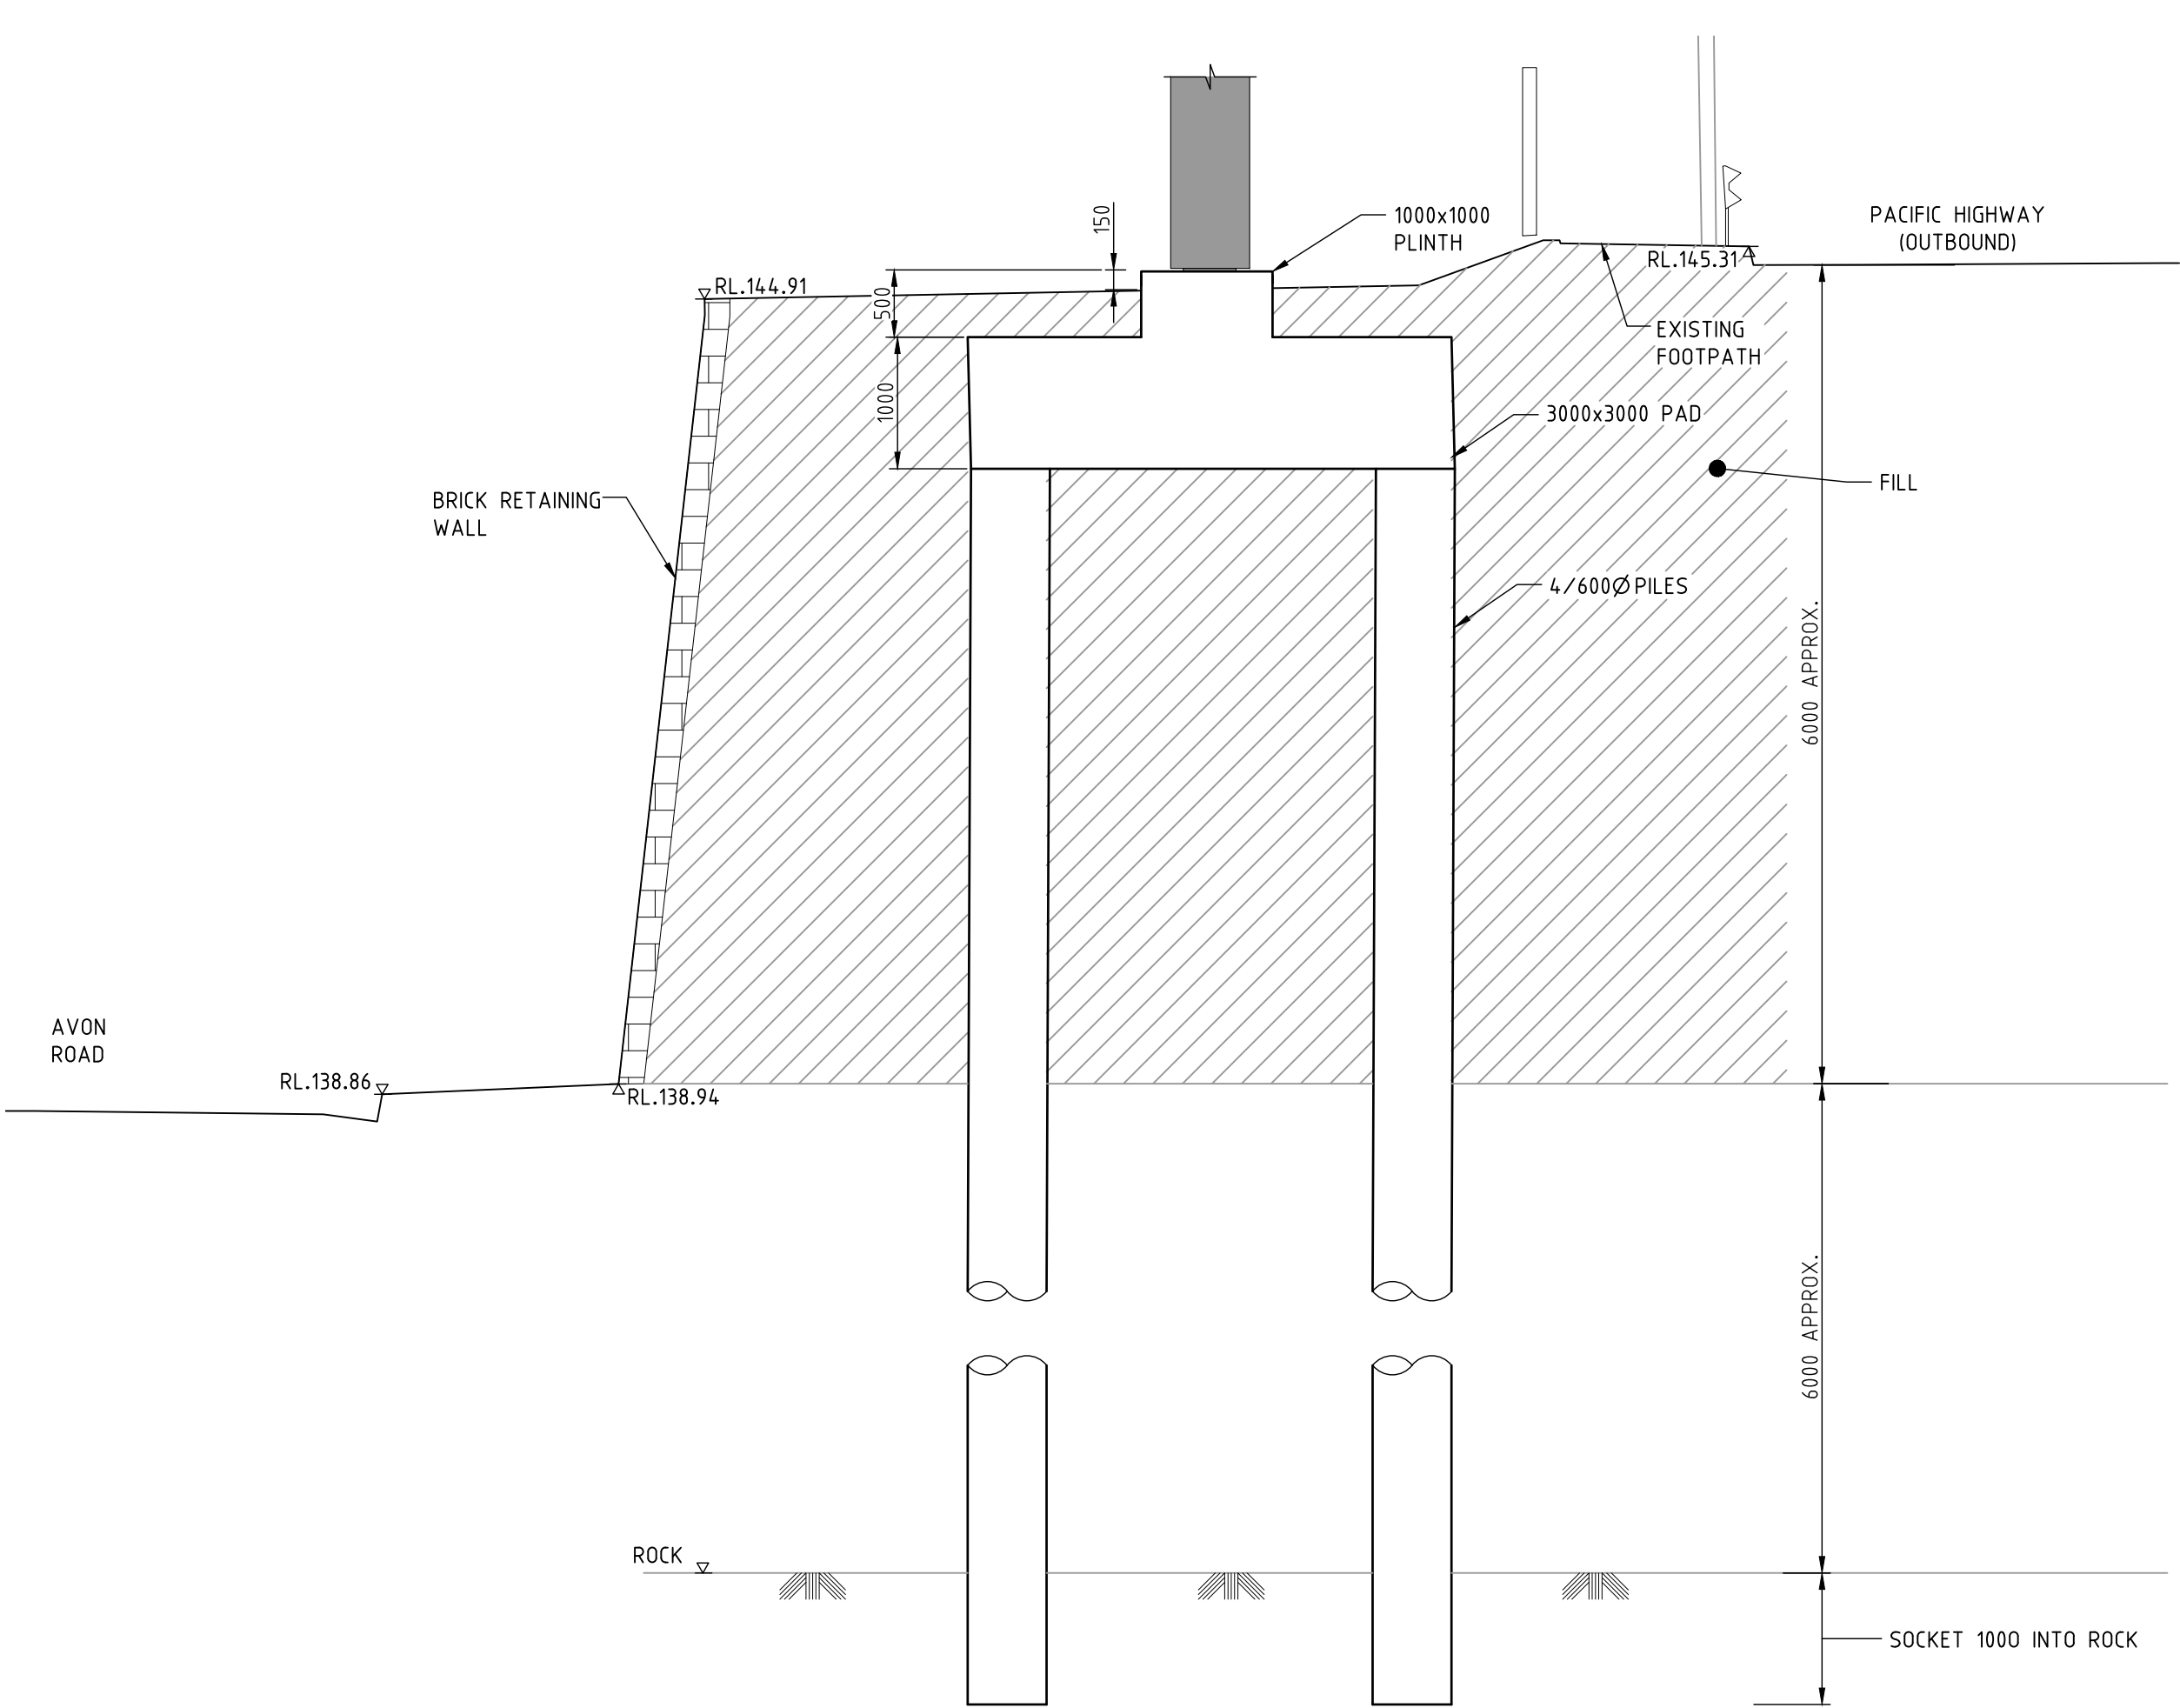 150
1000x1000
PLINTH
PACIFIC HIGHWAY
(OUTBOUND)
RL.145.31
RL.144.91
500
EXISTING
FOOTPATH
1000
3000x3000 PAD
FILL
BRICK RETAINING
WALL
4/600Ø PILES
6000 APPROX.
AVON
ROAD
RL.138.86
RL.138.94
6000 APPROX.
ROCK
SOCKET 1000 INTO ROCK